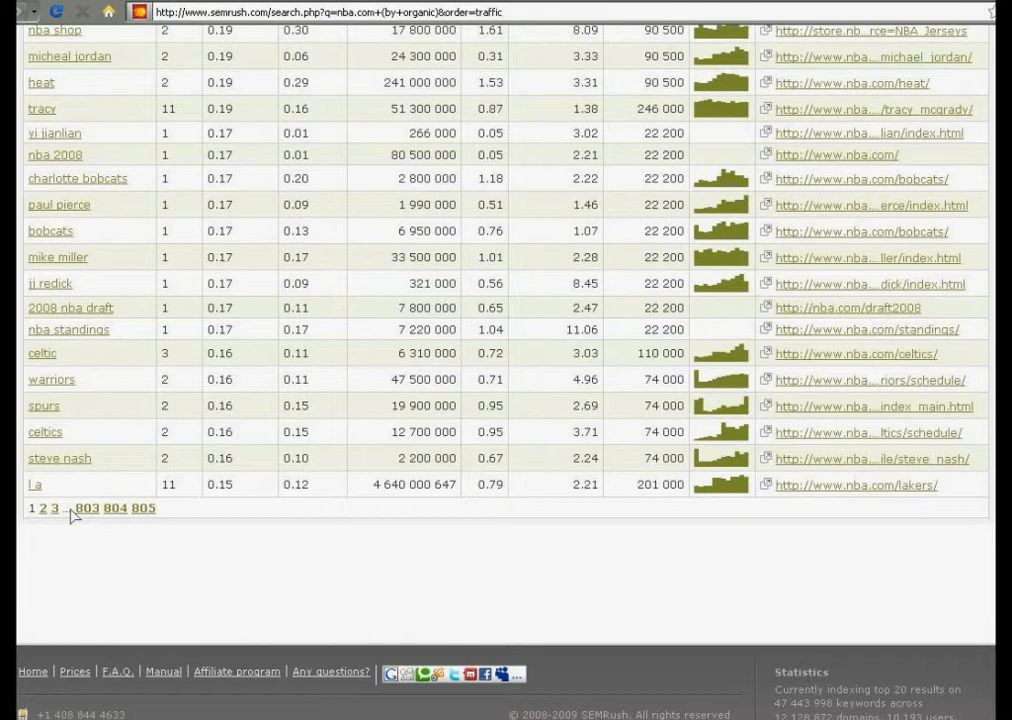 http://www.semrush.com/search.php?q=nba.com+(by+organic)&order=traffic
nba shop 2 0.19 0.30 17 800 000 1.61 8.09 90 500 http://store.nb...rce=NBA_Jerseys
micheal jordan 2 0.19 0.06 24 300 000 0.31 3.33 90 500 http://www.nba.... michael_jordan/
heat 2 0.19 0.29 241 000 000 1.53 3.31 90 500 http://www.nba.com/heat/
tracy 11 0.19 0.16 51 300 000 0.87 1.38 246 000 http://www.nba.... /tracy_mcgrady/
yi jianlian 1 0.17 0.01 266 000 0.05 3.02 22 200 http://www.nba....lian/index.html
nba 2008 1 0.17 0.01 80 500 000 0.05 2.21 22 200 http://www.nba.com/
charlotte bobcats 1 0.17 0.20 2 800 000 1.18 2.22 22 200 http://www.nba.com/bobcats/
paul pierce 1 0.17 0.09 1 990 000 0.51 1.46 22 200 http://www.nba....erce/index.html
bobcats 1 0.17 0.13 6 950 000 0.76 1.07 22 200 http://www.nba.com/bobcats/
mike miller 1 0.17 0.17 33 500 000 1.01 2.28 22 200 http://www.nba....ller/index.html
jj redick 1 0.17 0.09 321 000 0.56 8.45 22 200 http://www.nba....dick/index.html
2008 nba draft 1 0.17 0.11 7 800 000 0.65 2.47 22 200 http://nba.com/draft2008
nba standings 1 0.17 0.17 7 220 000 1.04 11.06 22 200 http://www.nba.com/standings/
celtic 3 0.16 0.11 6 310 000 0.72 3.03 110 000 http://www.nba.com/celtics/
warriors 2 0.16 0.11 47 500 000 0.71 4.96 74 000 http://www.nba....riors/schedule/
spurs 2 0.16 0.15 19 900 000 0.95 2.69 74 000 http://www.nba....index_main.html
celtics 2 0.16 0.15 12 700 000 0.95 3.71 74 000 http://www.nba....ltics/schedule/
steve nash 2 0.16 0.10 2 200 000 0.67 2.24 74 000 http://www.nba....ile/steve_nash/
l a 11 0.15 0.12 4 640 000 647 0.79 2.21 201 000 http://www.nba.com/lakers/
1 2 3 ... 803 804 805
Home | Prices | F.A.Q. | Manual | Affiliate program | Any questions? |
Statistics
Currently indexing top 20 results on
47 443 998 keywords across
12 128 872 domains, 10 193 users.
+1 408 844 4633
© 2008-2009 SEMRush. All rights reserved